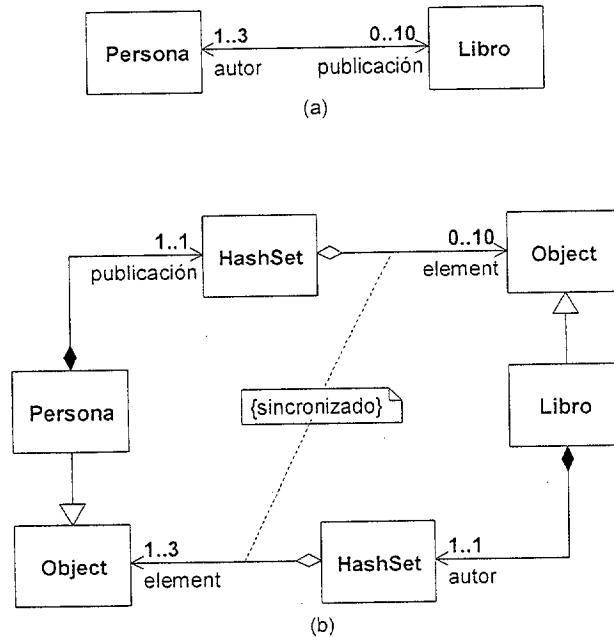 1..3
0..10
Persona
Libro
autor
publicación
(a)
1..1
HashSet
0..10
Object
publicación
element
Persona
{sincronizado}
Libro
Object
1..3
element
HashSet
1..1
autor
(b)